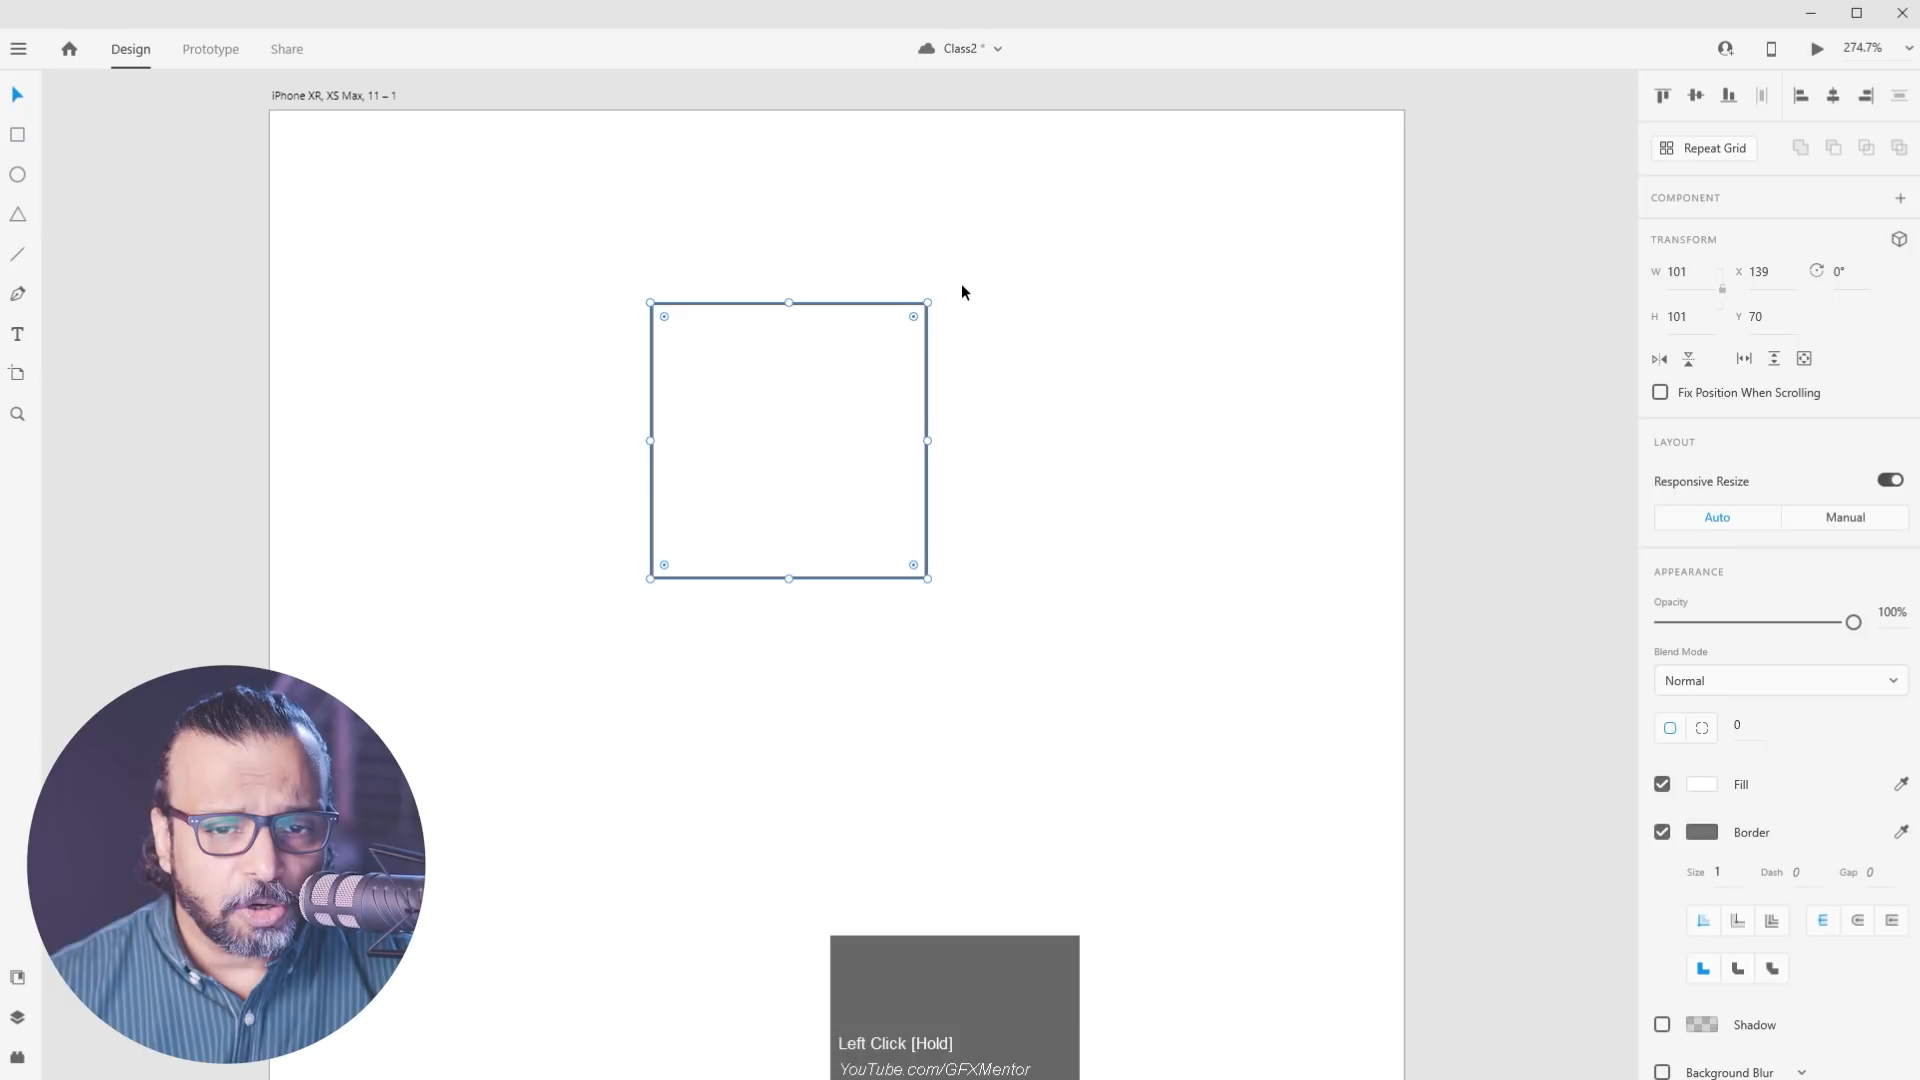 Design
Prototype
Share
Class2 *
274.7%
iPhone XR, XS Max, 11 – 1
Repeat Grid
COMPONENT
TRANSFORM
W 101
X 139
0°
H 101
Y 70
Fix Position When Scrolling
LAYOUT
Responsive Resize
Auto
Manual
APPEARANCE
Opacity
100%
Blend Mode
Normal
0
Fill
Border
Size 1
Dash 0
Gap 0
Shadow
Background Blur
Left Click [Hold]
YouTube.com/GFXMentor